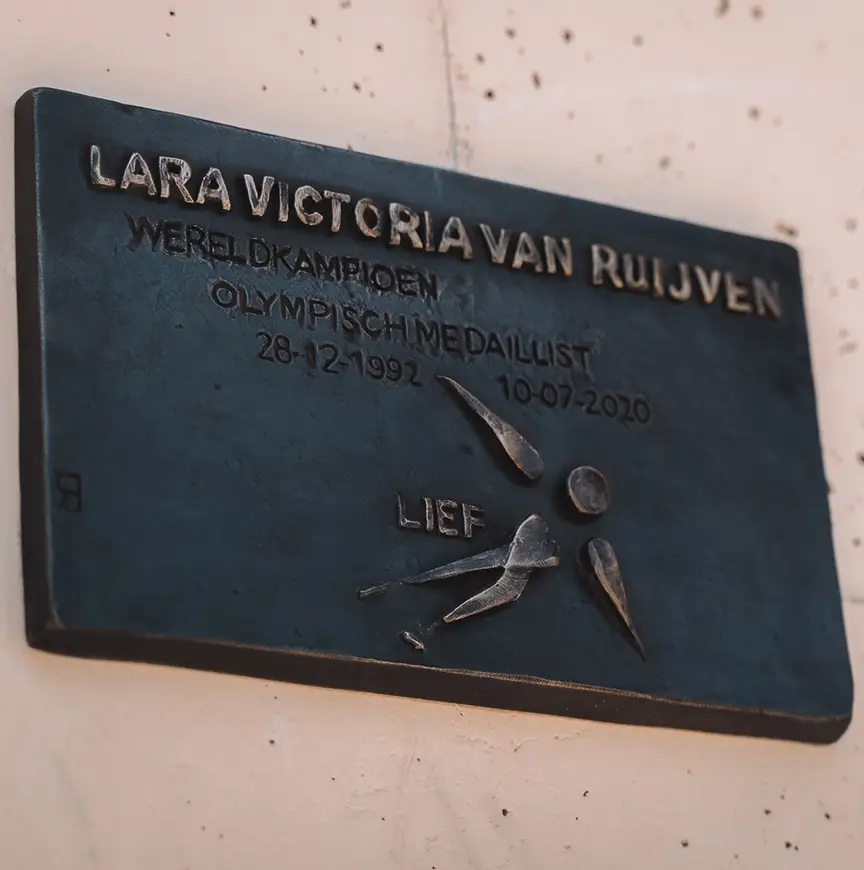 LARA VICTORIA VAN RUIJVEN
WERELDKAMPIOEN
OLYMPISCH MEDAILLIST
28-12-1992 10-07-2020
LIEF